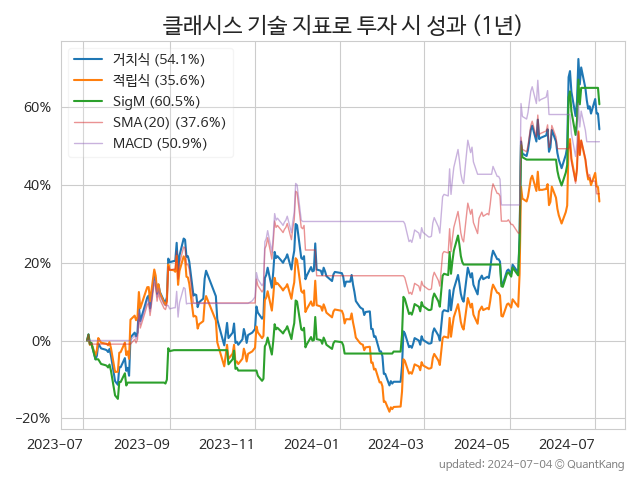 클래시스 기술 지표로 투자 시 성과 (1년)
거치식 (54.1%)
적립식 (35.6%)
SigM (60.5%)
SMA(20) (37.6%)
MACD (50.9%)
60%
40%
20%
0%
−20%
2023-07 2023-09 2023-11 2024-01 2024-03 2024-05 2024-07
updated: 2024-07-04 © QuantKang